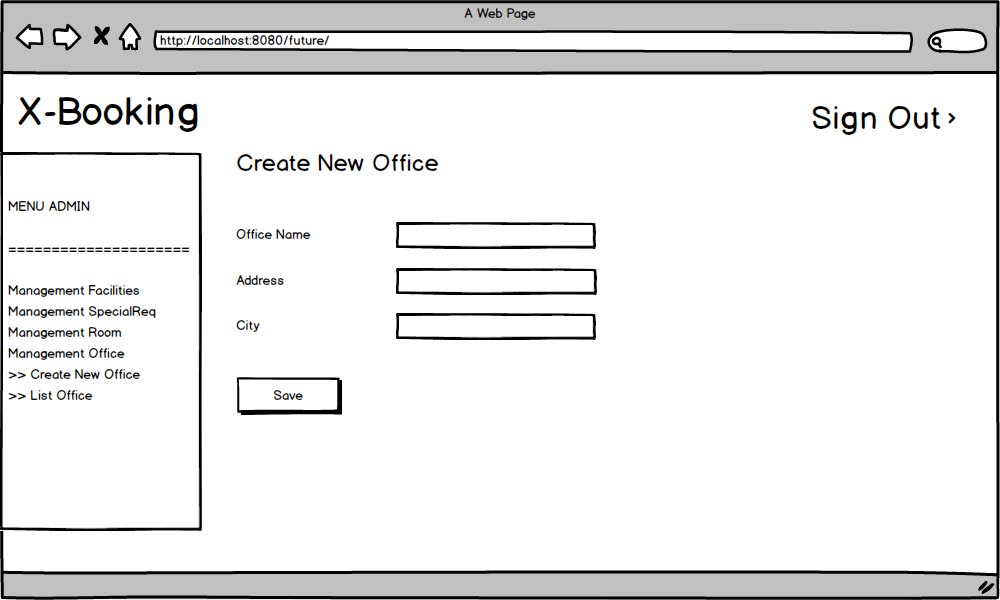 A Web Page
http://localhost:8080/future/
X-Booking
Sign Out
MENU ADMIN
=====================
Management Facilities
Management SpecialReq
Management Room
Management Office
>> Create New Office
>> List Office
Create New Office
Office Name
Address
City
Save